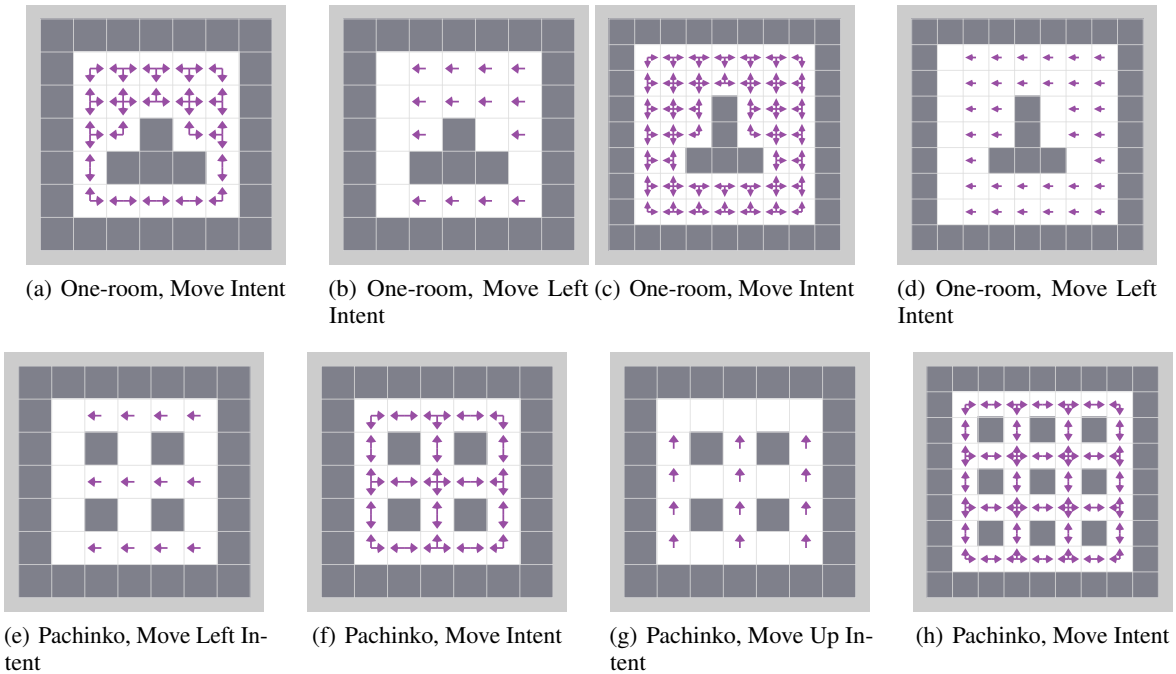 (a) One-room, Move Intent
(b) One-room, Move Left
Intent
(c) One-room, Move Intent
(d) One-room, Move Left
Intent
(e) Pachinko, Move Left In-
tent
(f) Pachinko, Move Intent
(g) Pachinko, Move Up In-
tent
(h) Pachinko, Move Intent